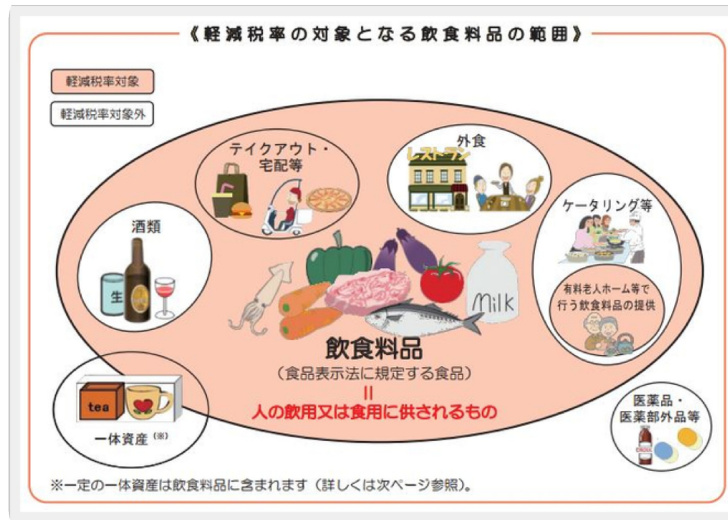 《軽減税率の対象となる飲食料品の範囲》
軽減税率対象
軽減税率対象外
テイクアウト・
宅配等
外食
レストラン
ケータリング等
酒類
生
有料老人ホーム等で
行う飲食料品の提供
Milk
飲食料品
(食品表示法に規定する食品)
||
人の飲用又は食用に供されるもの
tea
一体資産(※)
医薬品・
医薬部外品等
※一定の一体資産は飲食料品に含まれます(詳しくは次ページ参照)。